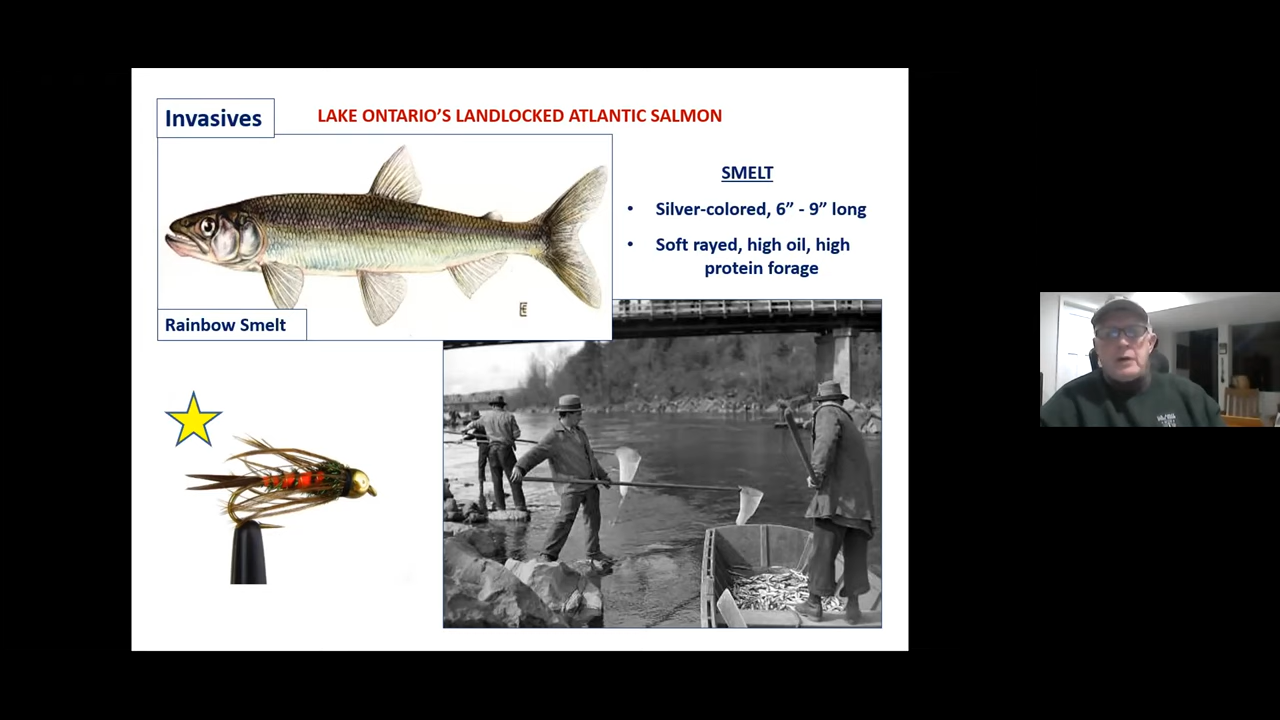 Invasives
LAKE ONTARIO’S LANDLOCKED ATLANTIC SALMON
SMELT
• Silver-colored, 6” - 9” long
• Soft rayed, high oil, high
protein forage
Rainbow Smelt